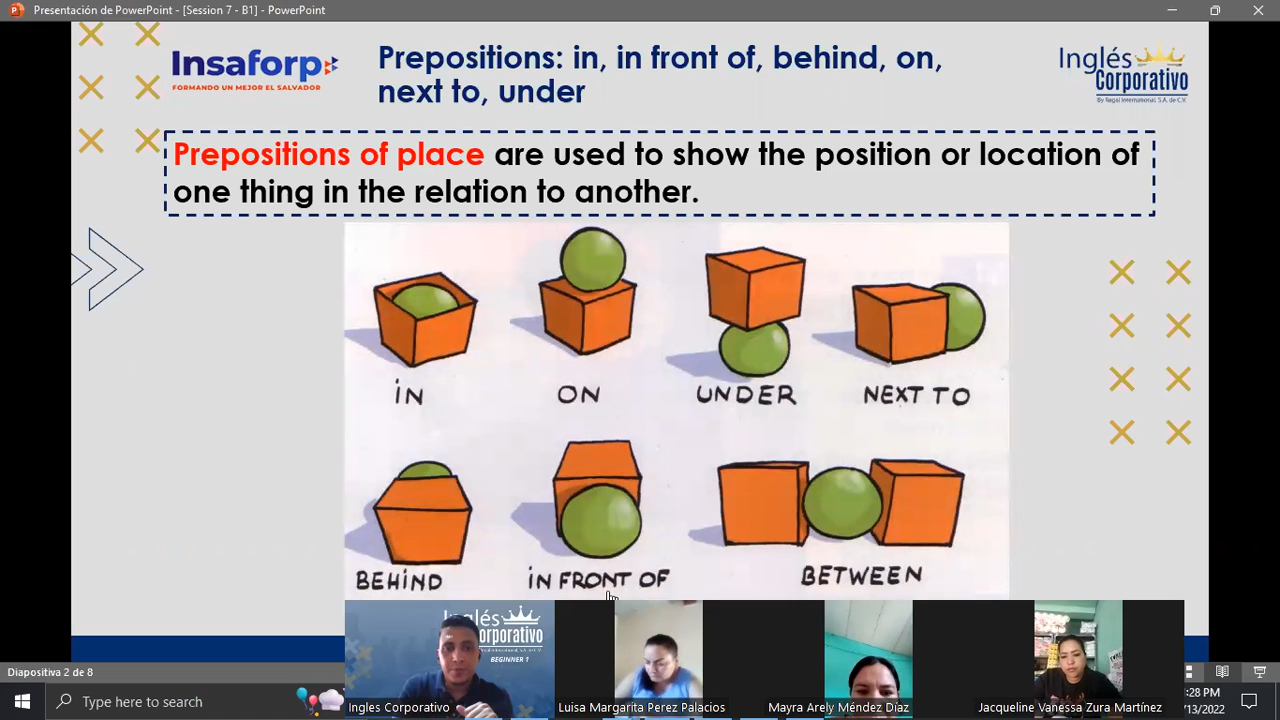 Presentación de PowerPoint - [Session 7 - B1] - PowerPoint
Insaforp
FORMANDO UN MEJOR EL SALVADOR
Prepositions: in, in front of, behind, on,
next to, under
Inglés
Corporativo
By Regal International, S.A. de C.V.
Prepositions of place are used to show the position or location of
one thing in the relation to another.
IN
ON
UNDER
NEXT TO
BEHIND
IN FRONT OF
BETWEEN
Inglés
orporativo
BEGINNER 1
Ingles Corporativo
Luisa Margarita Perez Palacios
Mayra Arely Méndez Díaz
Jacqueline Vanessa Zura Martínez
Diapositiva 2 de 8
Type here to search
:28 PM
/13/2022